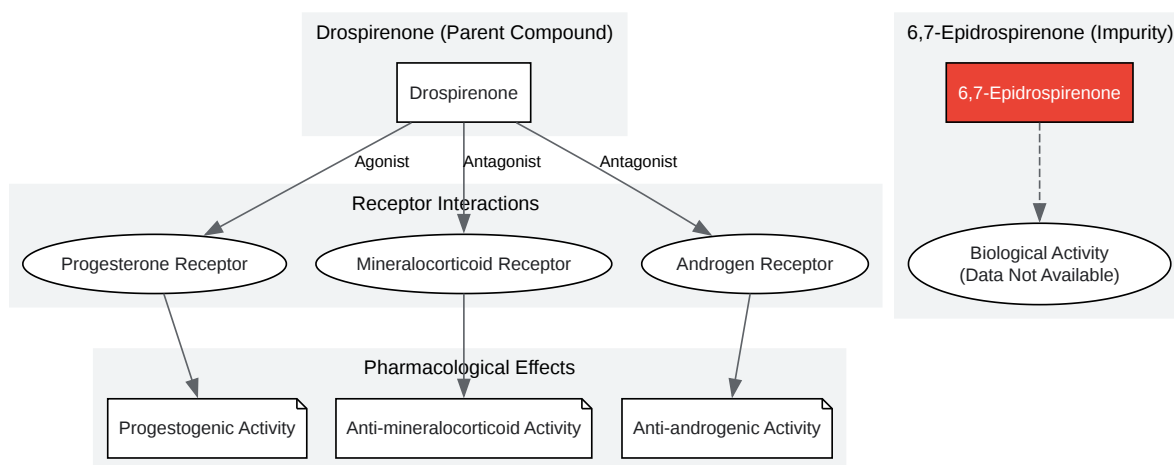 Drospirenone (Parent Compound)
Drospirenone
Agonist
Antagonist
Antagonist
Receptor Interactions
Progesterone Receptor
Mineralocorticoid Receptor
Androgen Receptor
Pharmacological Effects
Progestogenic Activity
Anti-mineralocorticoid Activity
Anti-androgenic Activity
6,7-Epidrospirenone (Impurity)
6,7-Epidrospirenone
Biological Activity
(Data Not Available)